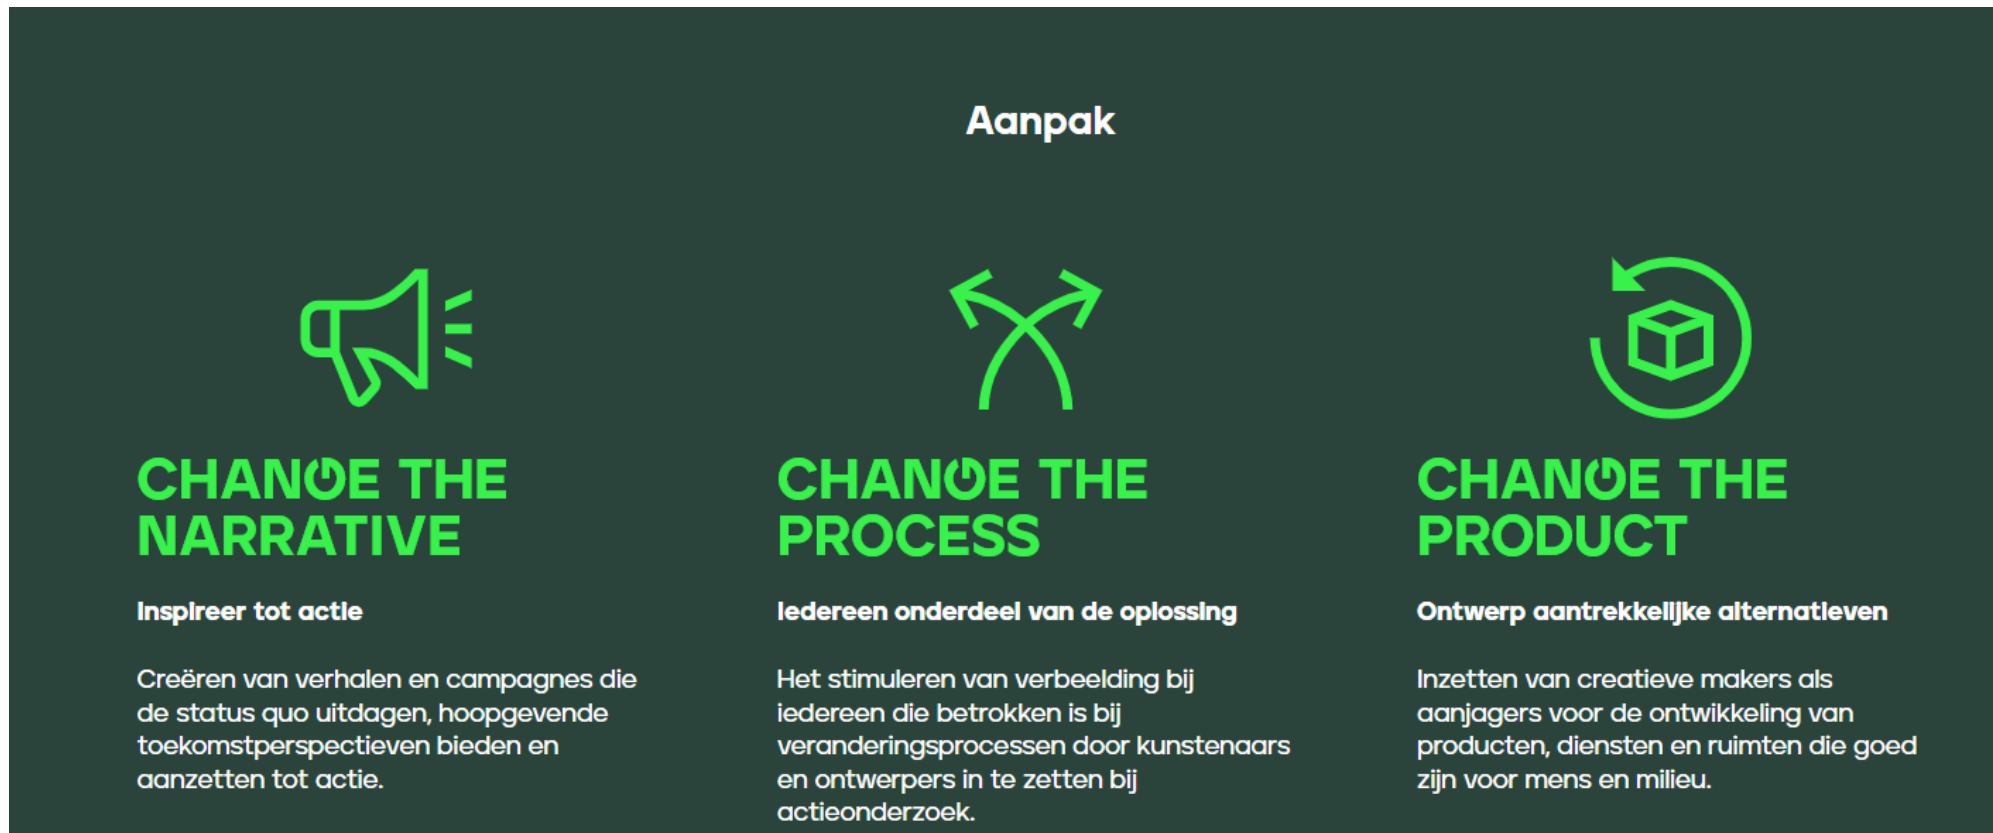 Aanpak
CHANGE THE
NARRATIVE
Inspireer tot actie
Creëren van verhalen en campagnes die
de status quo uitdagen, hoopgevende
toekomstperspectieven bieden en
aanzetten tot actie.
CHANGE THE
PROCESS
Iedereen onderdeel van de oplossing
Het stimuleren van verbeelding bij
iedereen die betrokken is bij
veranderingsprocessen door kunstenaars
en ontwerpers in te zetten bij
actieonderzoek.
CHANGE THE
PRODUCT
Ontwerp aantrekkelijke alternatieven
Inzetten van creatieve makers als
aanjagers voor de ontwikkeling van
producten, diensten en ruimten die goed
zijn voor mens en milieu.